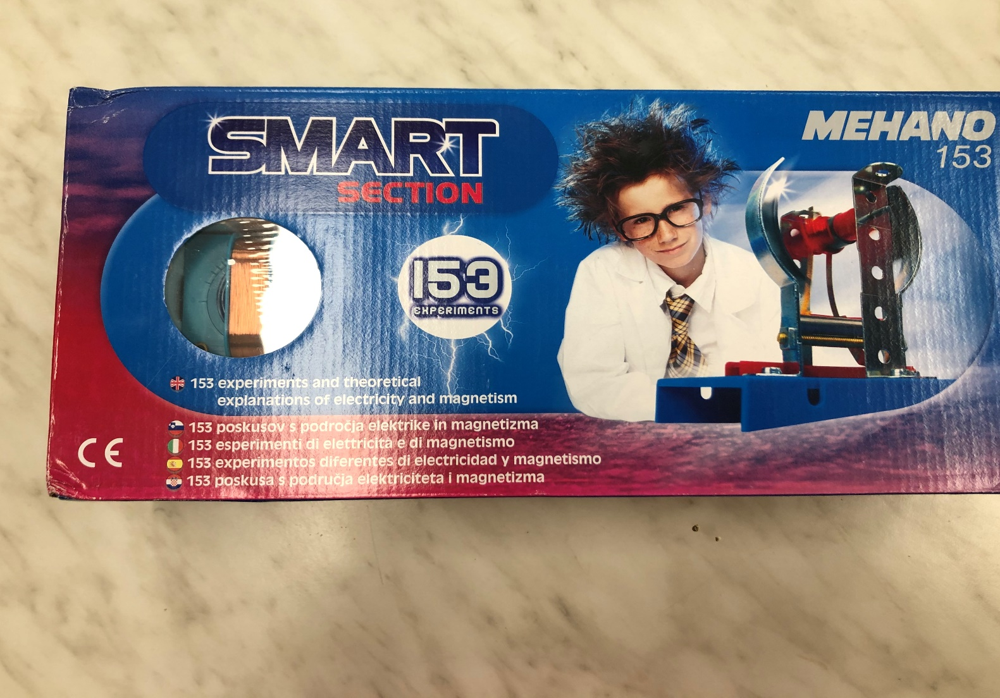 SMART
SECTION
MEHANO
153
153
EXPERIMENTS
153 experiments and theoretical
explanations of electricity and magnetism
153 poskusov s področja elektrike in magnetizma
153 esperimenti di elettricità e di magnetismo
153 experimentos diferentes di electricidad y magnetismo
153 poskusa s područja elektriciteta i magnetizma
CE